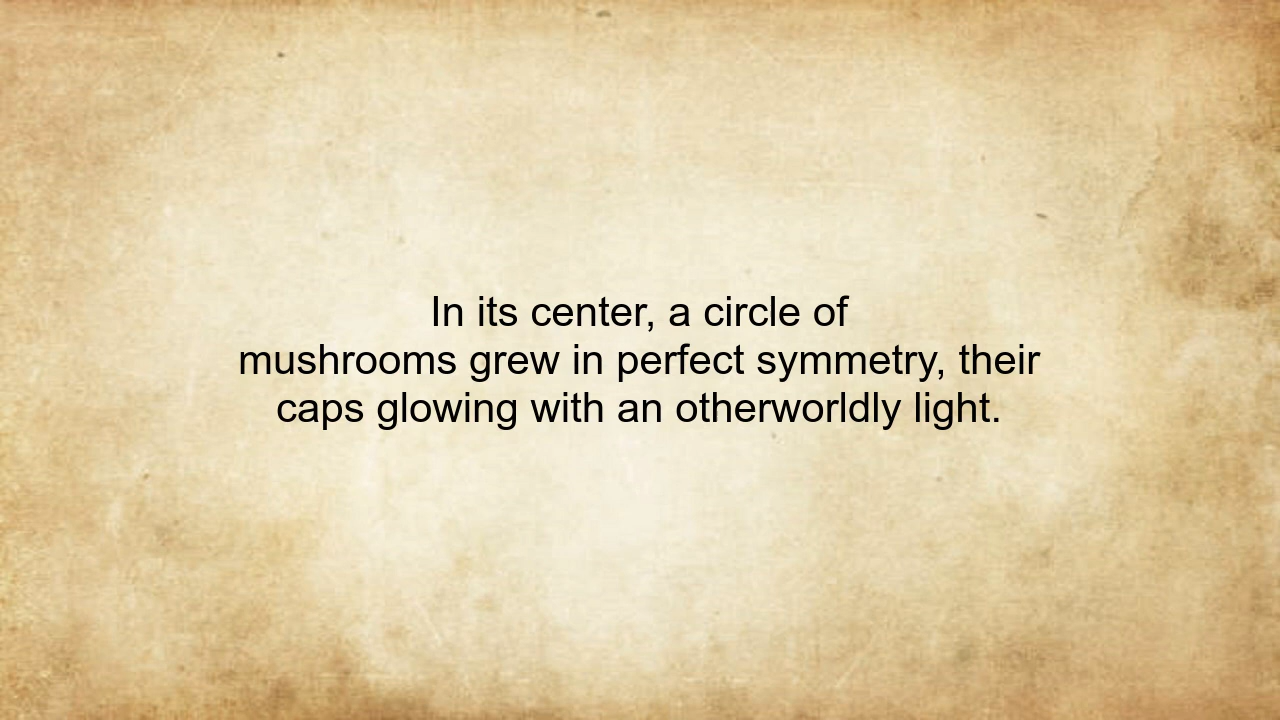 In its center, a circle of
mushrooms grew in perfect symmetry, their
caps glowing with an otherworldly light.